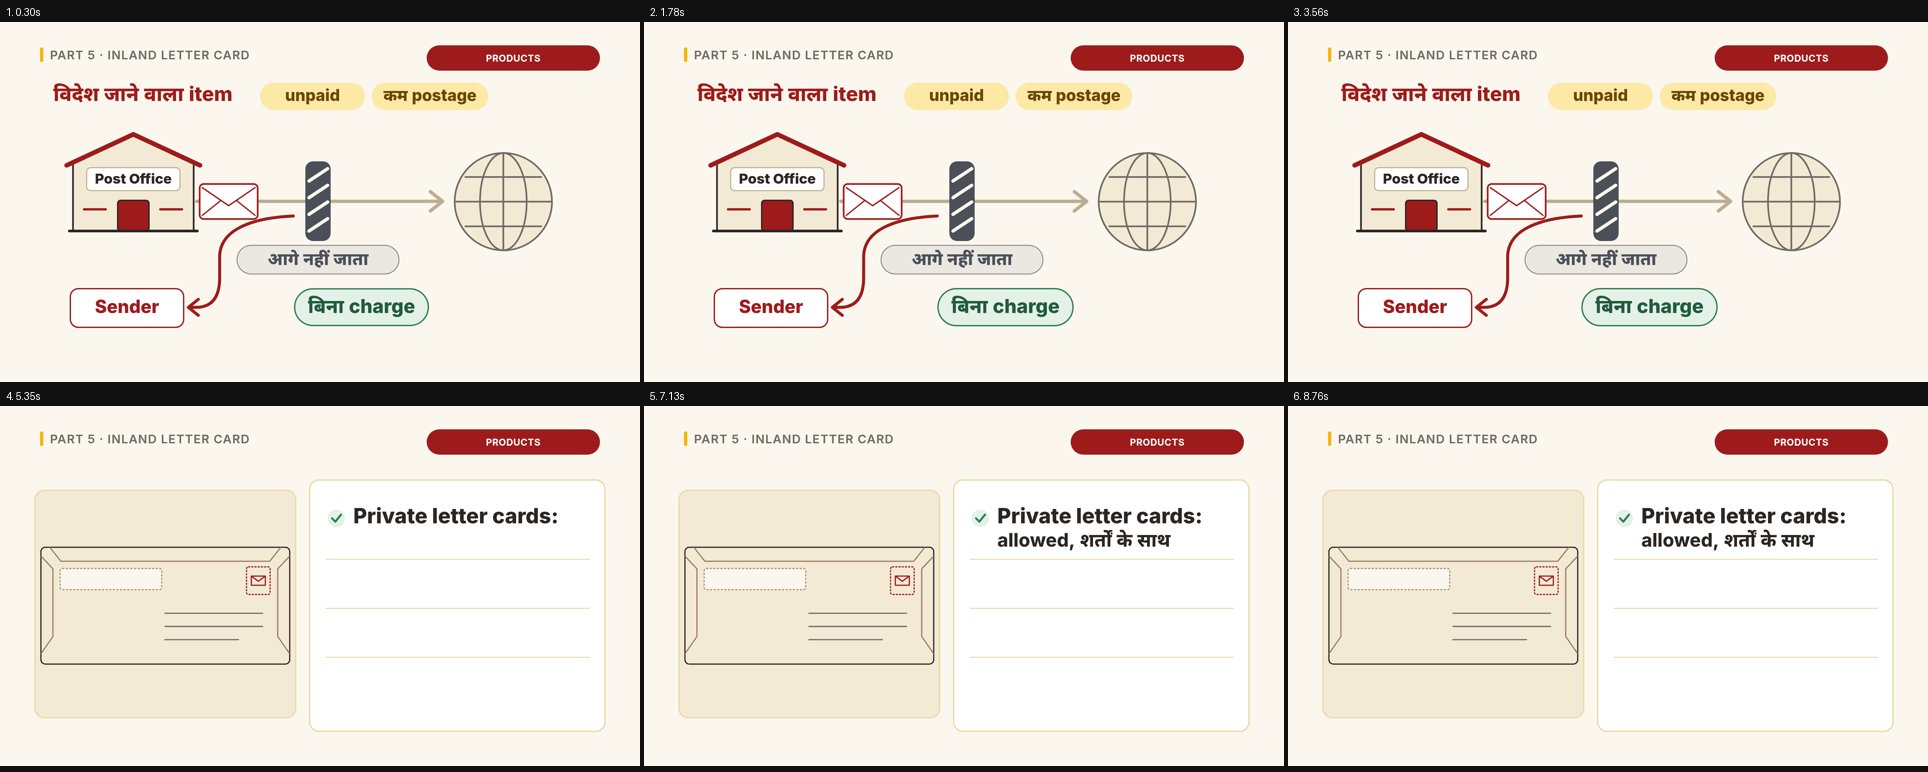 1. 0.30s
PART 5 · INLAND LETTER CARD
PRODUCTS
विदेश जाने वाला item
unpaid
कम postage
Post Office
आगे नहीं जाता
Sender
बिना charge
2. 1.78s
PART 5 · INLAND LETTER CARD
PRODUCTS
विदेश जाने वाला item
unpaid
कम postage
Post Office
आगे नहीं जाता
Sender
बिना charge
3. 3.56s
PART 5 · INLAND LETTER CARD
PRODUCTS
विदेश जाने वाला item
unpaid
कम postage
Post Office
आगे नहीं जाता
Sender
बिना charge
4. 5.35s
PART 5 · INLAND LETTER CARD
PRODUCTS
Private letter cards:
5. 7.13s
PART 5 · INLAND LETTER CARD
PRODUCTS
Private letter cards:
allowed, शर्तों के साथ
6. 8.76s
PART 5 · INLAND LETTER CARD
PRODUCTS
Private letter cards:
allowed, शर्तों के साथ